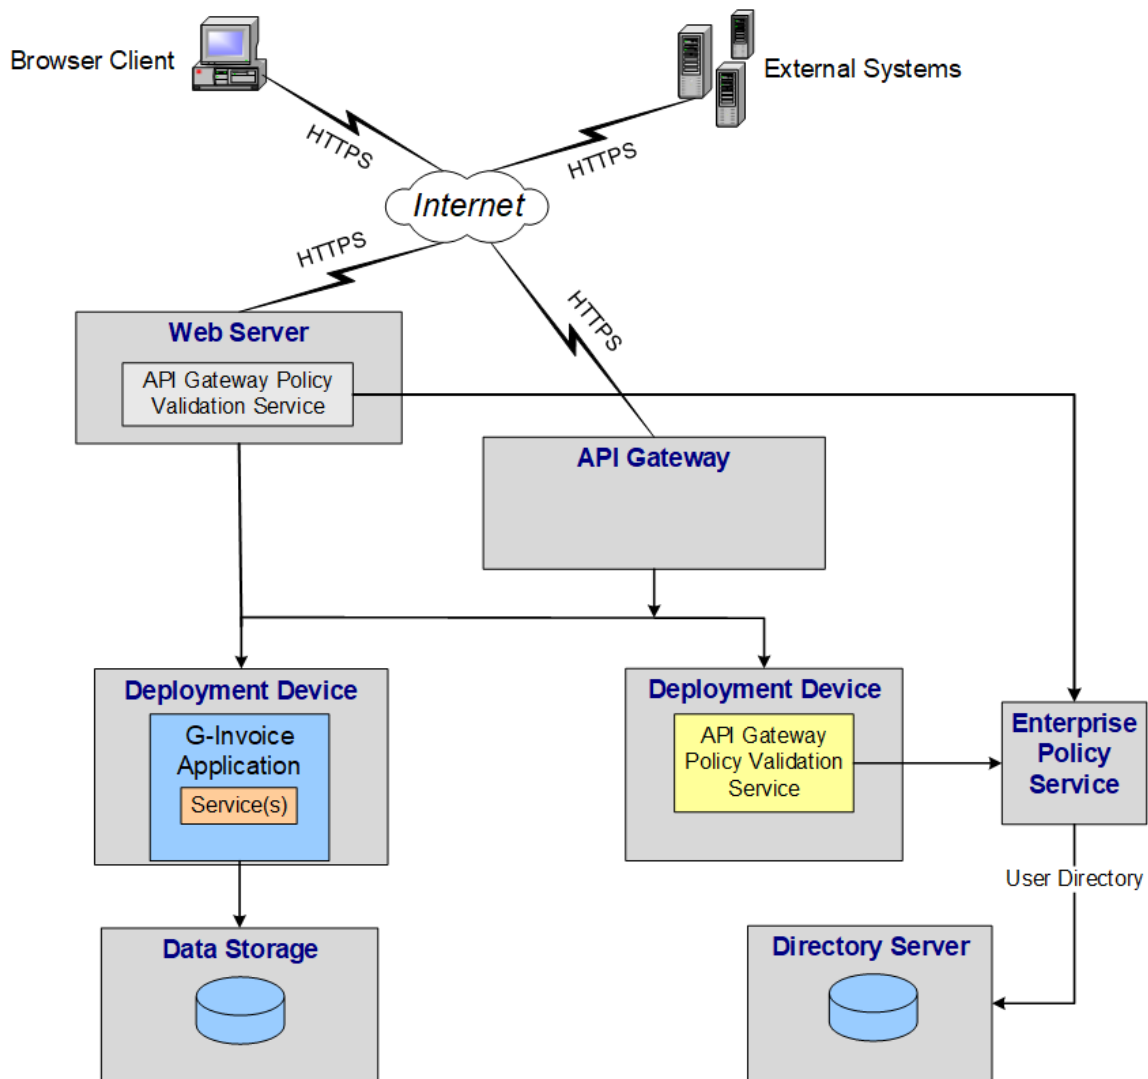 Browser Client
External Systems
HTTPS
HTTPS
Internet
HTTPS
HTTPS
Web Server
API Gateway Policy
Validation Service
API Gateway
Deployment Device
G-Invoice
Application
Service(s)
Deployment Device
API Gateway
Policy Validation
Service
Enterprise
Policy
Service
User Directory
Data Storage
Directory Server